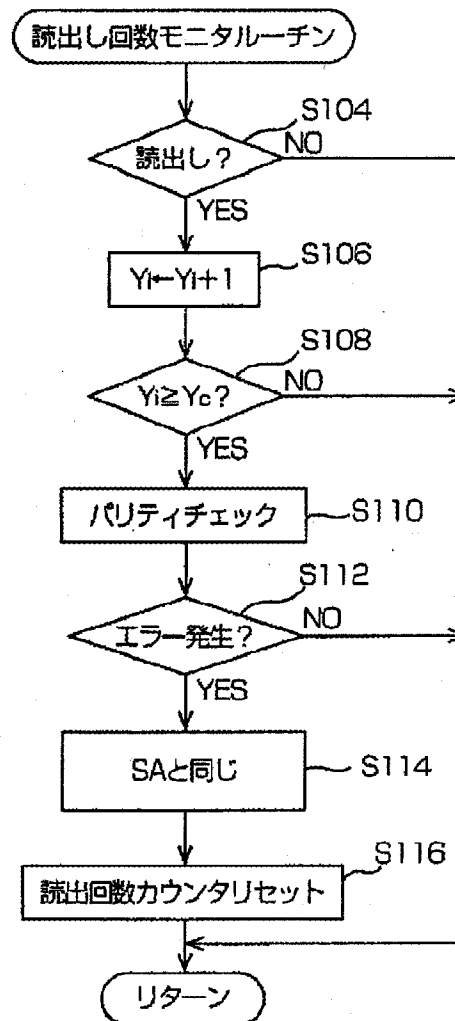 読出し回数モニタルーチン
S104
読出し?
NO
YES
S106
Yi←Yi+1
S108
Yi≧Yc?
NO
YES
パリティチェック
S110
S112
エラー発生?
NO
YES
SAと同じ
S114
S116
読出回数カウンタリセット
リターン